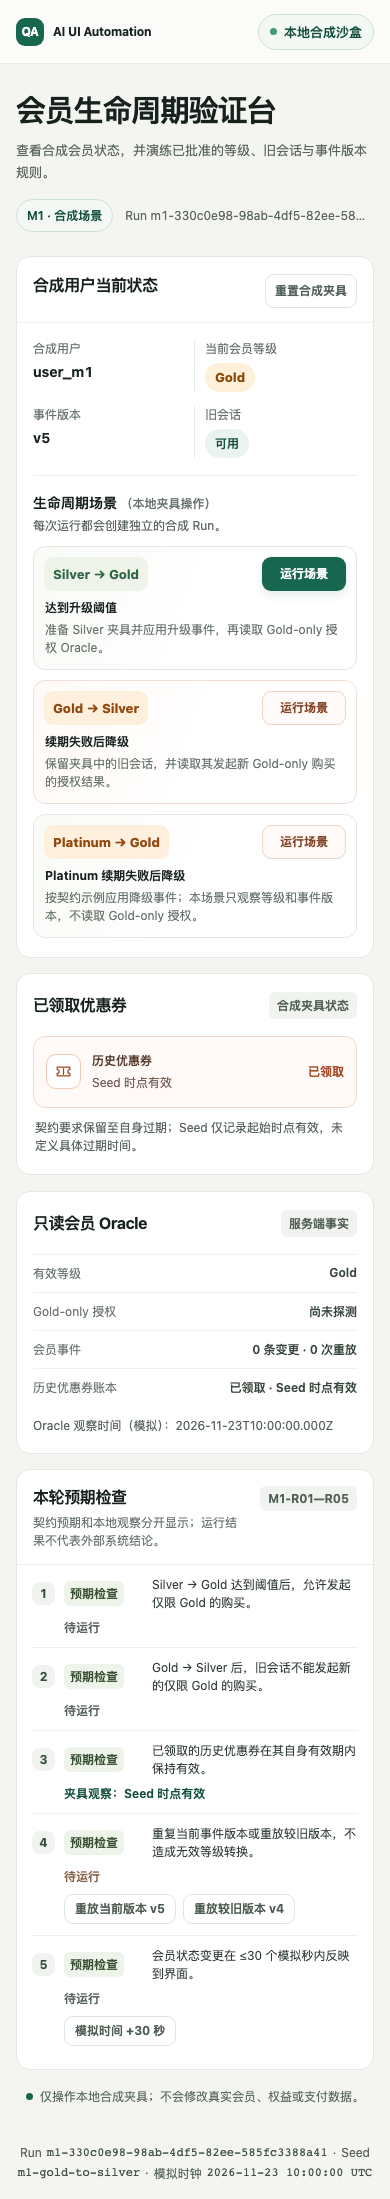 QA AI UI Automation
本地合成沙盒
会员生命周期验证台
查看合成会员状态，并演练已批准的等级、旧会话与事件版本
规则。
M1 · 合成场景
Run m1-330c0e98-98ab-4df5-82ee-58...
合成用户当前状态
重置合成夹具
合成用户
user_m1
当前会员等级
Gold
事件版本
v5
旧会话
可用
生命周期场景（本地夹具操作）
每次运行都会创建独立的合成 Run。
Silver → Gold
运行场景
达到升级阈值
准备 Silver 夹具并应用升级事件，再读取 Gold-only 授
权 Oracle。
Gold → Silver
运行场景
续期失败后降级
保留夹具中的旧会话，并读取其发起新 Gold-only 购买
的授权结果。
Platinum → Gold
运行场景
Platinum 续期失败后降级
按契约示例应用降级事件；本场景只观察等级和事件版
本，不读取 Gold-only 授权。
已领取优惠券
合成夹具状态
历史优惠券
Seed 时点有效
已领取
契约要求保留至自身过期；Seed 仅记录起始时点有效，未
定义具体过期时间。
只读会员 Oracle
服务端事实
有效等级 Gold
Gold-only 授权 尚未探测
会员事件 0 条变更 · 0 次重放
历史优惠券账本 已领取 · Seed 时点有效
Oracle 观察时间（模拟）：2026-11-23T10:00:00.000Z
本轮预期检查
M1-R01—R05
契约预期和本地观察分开显示；运行结
果不代表外部系统结论。
1 预期检查
Silver → Gold 达到阈值后，允许发起
仅限 Gold 的购买。
待运行
2 预期检查
Gold → Silver 后，旧会话不能发起新
的仅限 Gold 的购买。
待运行
3 预期检查
已领取的历史优惠券在其自身有效期内
保持有效。
夹具观察：Seed 时点有效
4 预期检查
重复当前事件版本或重放较旧版本，不
造成无效等级转换。
待运行
重放当前版本 v5
重放较旧版本 v4
5 预期检查
会员状态变更在 ≤30 个模拟秒内反映
到界面。
待运行
模拟时间 +30 秒
仅操作本地合成夹具；不会修改真实会员、权益或支付数据。
Run m1-330c0e98-98ab-4df5-82ee-585fc3388a41 · Seed
m1-gold-to-silver · 模拟时钟 2026-11-23 10:00:00 UTC